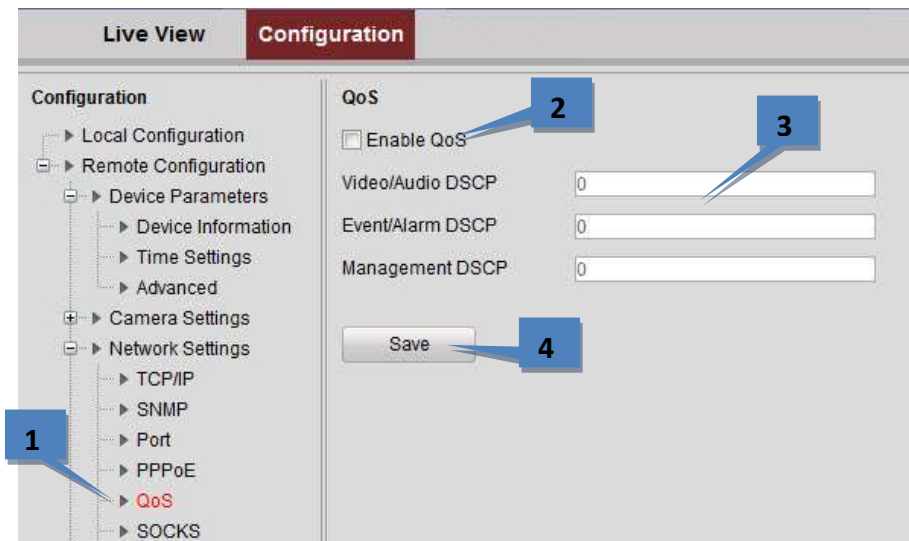 Live View Configuration
Configuration
Local Configuration
Remote Configuration
Device Parameters
Device Information
Time Settings
Advanced
Camera Settings
Network Settings
TCP/IP
SNMP
Port
PPPoE
QoS
SOCKS
1
QoS
2
Enable QoS
3
Video/Audio DSCP 0
Event/Alarm DSCP 0
Management DSCP 0
Save
4